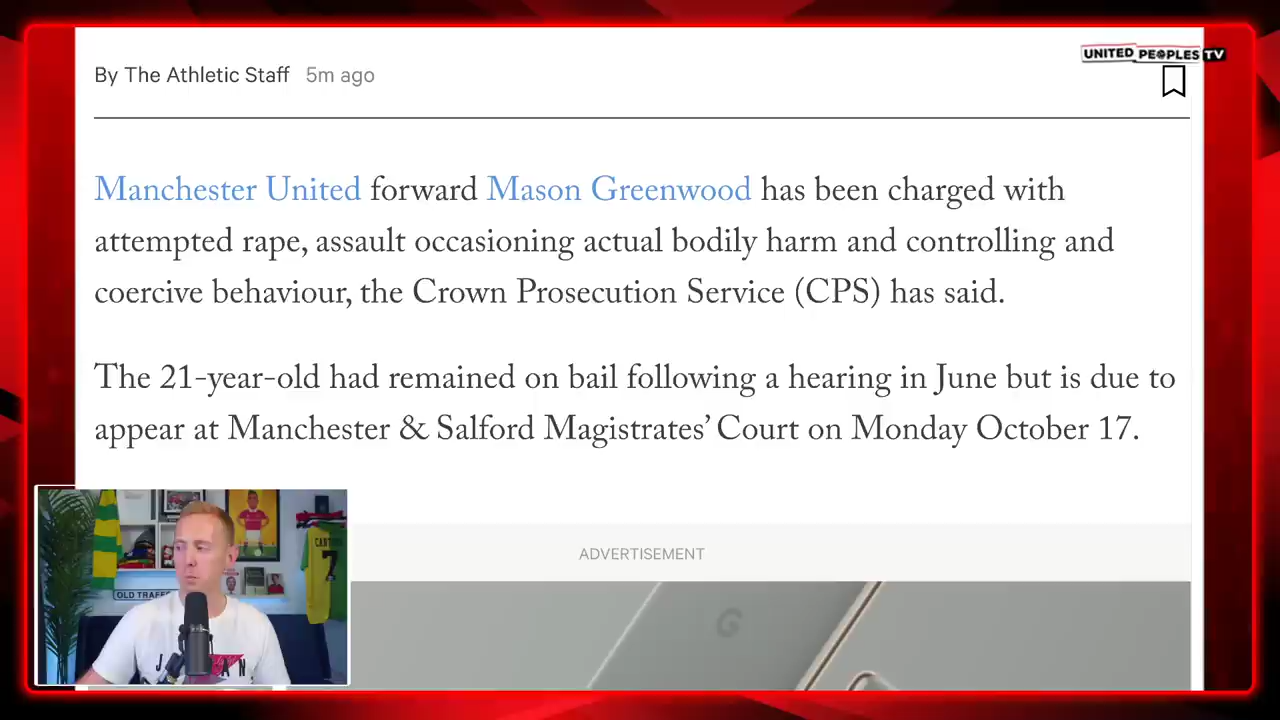 UNITED PEOPLES TV
By The Athletic Staff 5m ago
Manchester United forward Mason Greenwood has been charged with
attempted rape, assault occasioning actual bodily harm and controlling and
coercive behaviour, the Crown Prosecution Service (CPS) has said.
The 21-year-old had remained on bail following a hearing in June but is due to
appear at Manchester & Salford Magistrates’ Court on Monday October 17.
ADVERTISEMENT
G
7